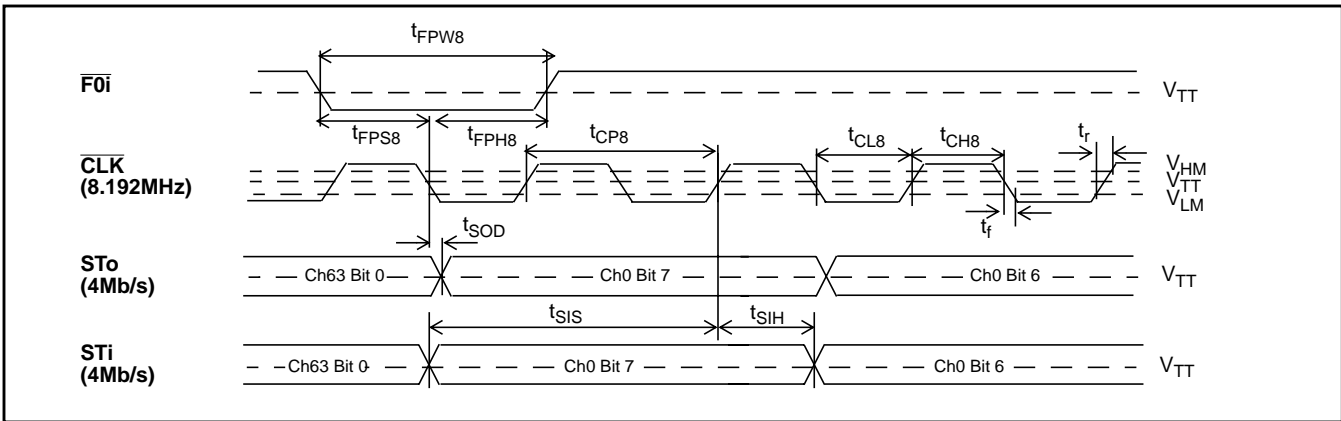 tFPW8
F0i
VTT
tFPS8
tFPH8
tCP8
tCL8
tCH8
tr
CLK
(8.192MHz)
VHM
VTT
VLM
tf
tSOD
STo
(4Mb/s)
Ch63 Bit 0
Ch0 Bit 7
Ch0 Bit 6
VTT
tSIS
tSIH
STi
(4Mb/s)
Ch63 Bit 0
Ch0 Bit 7
Ch0 Bit 6
VTT